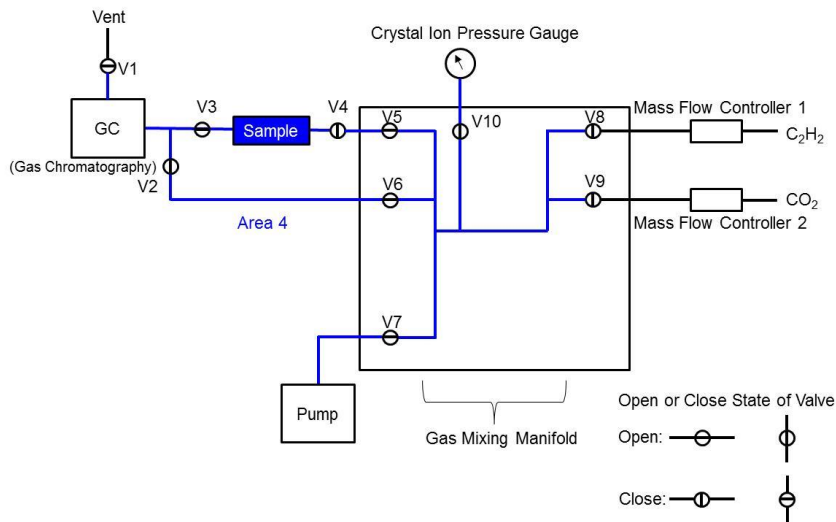 Vent
Crystal Ion Pressure Gauge
V1
V3
V4
V5
V10
V8
Mass Flow Controller 1
GC
Sample
C₂H₂
(Gas Chromatography)
V2
V6
V9
CO₂
Area 4
Mass Flow Controller 2
V7
Pump
Gas Mixing Manifold
Open or Close State of Valve
Open:
Close: